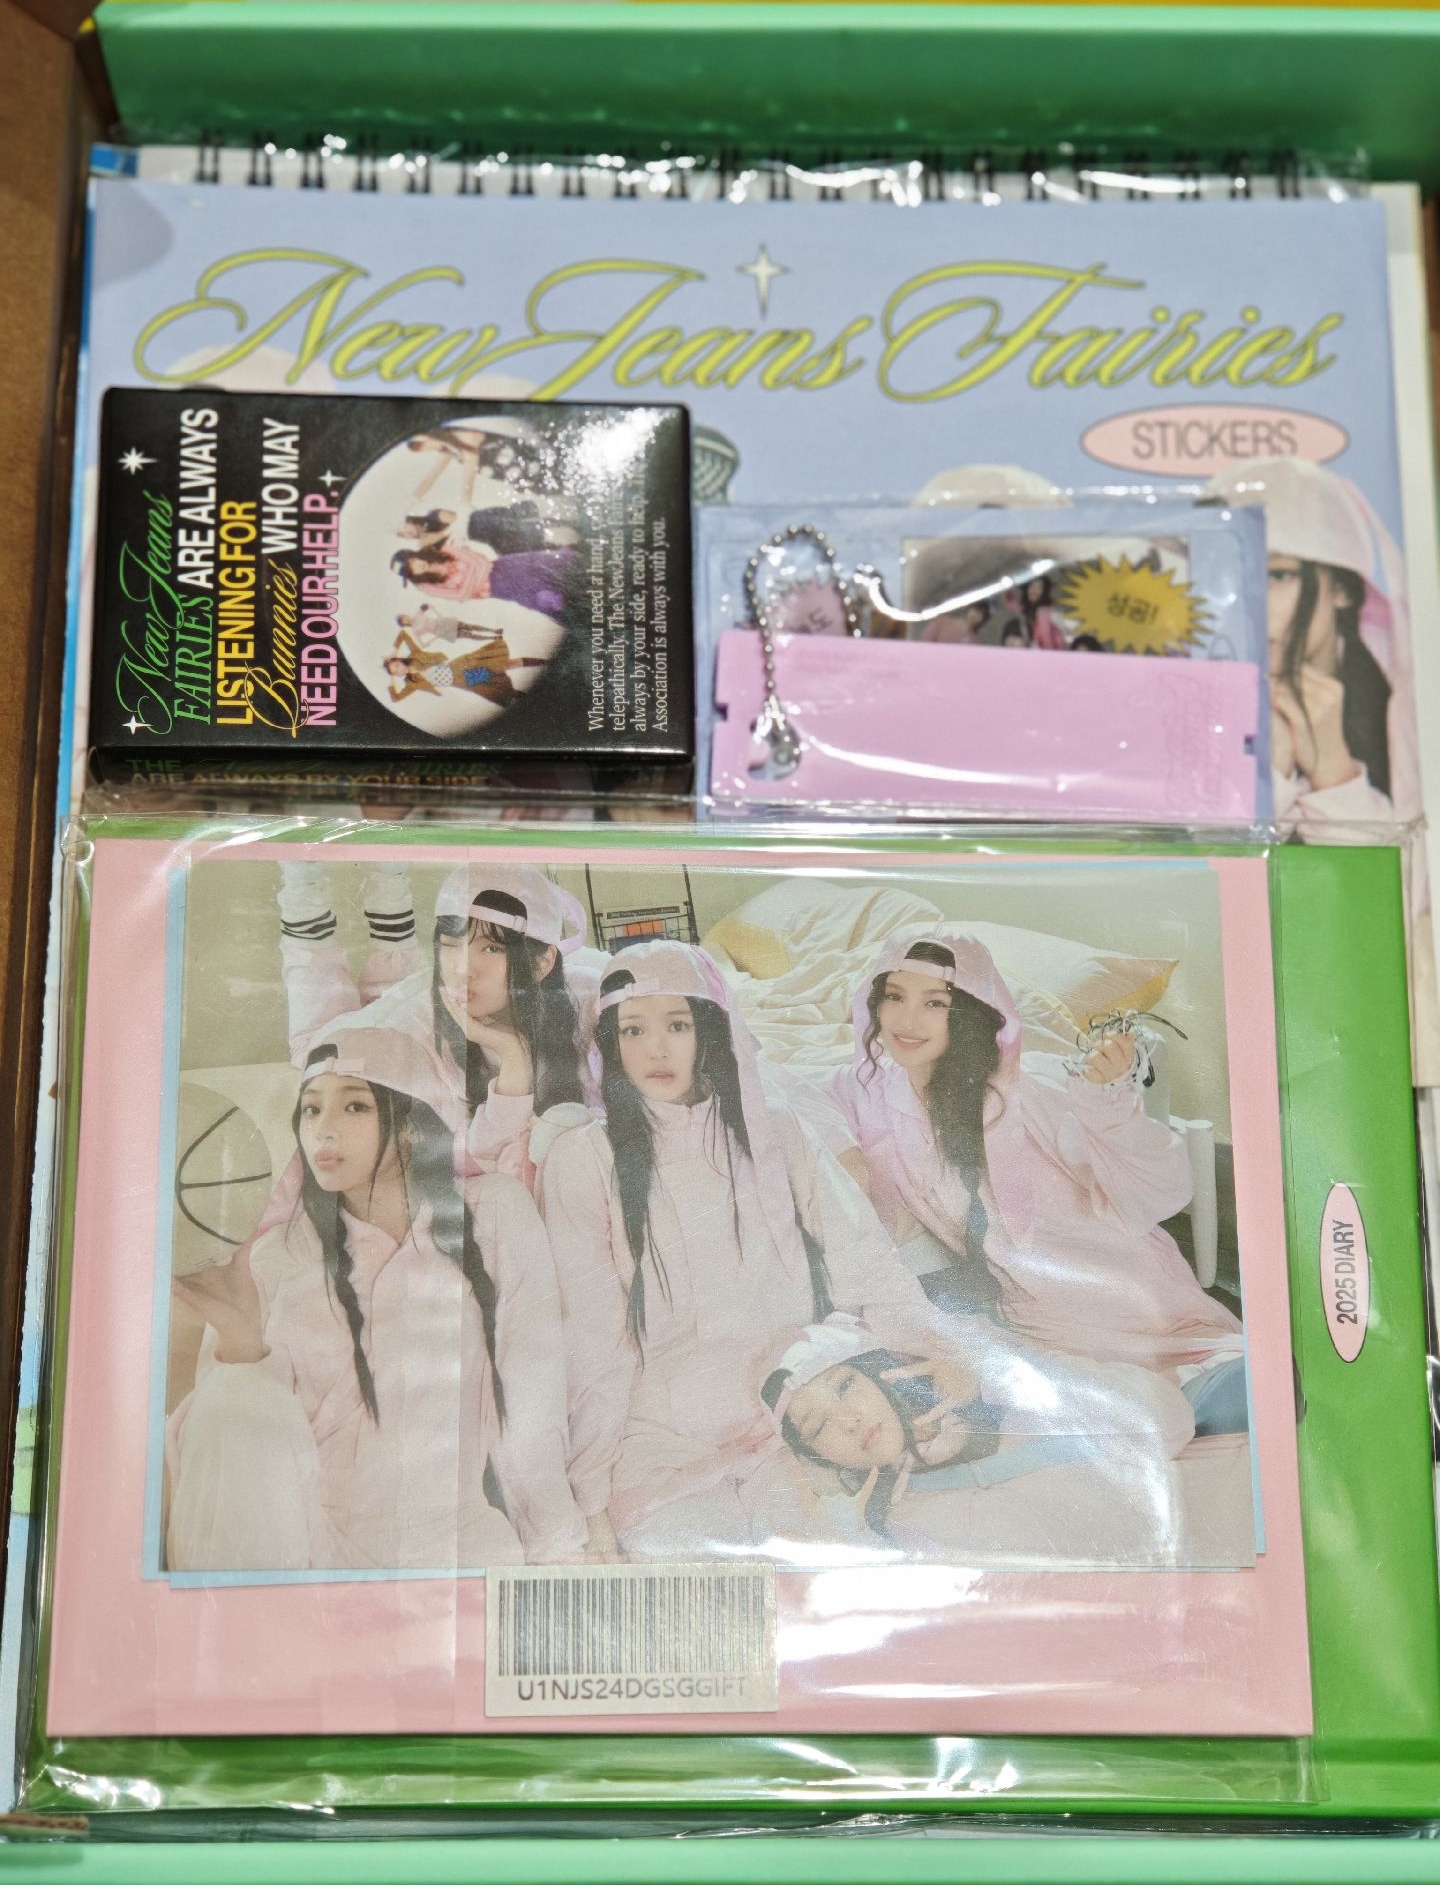 NewJeans Fairies
STICKERS
NewJeans
FAIRIES ARE ALWAYS
LISTENING FOR
Bunnies WHO MAY
NEED OUR HELP.
Whenever you need a hand,
telepathically. The NewJeans
always by your side, ready to help.
Association is always with you.
THE
ARE ALWAYS BY YOUR SIDE
성공!
2025 DIARY
U1NJS24DGSGGIFT